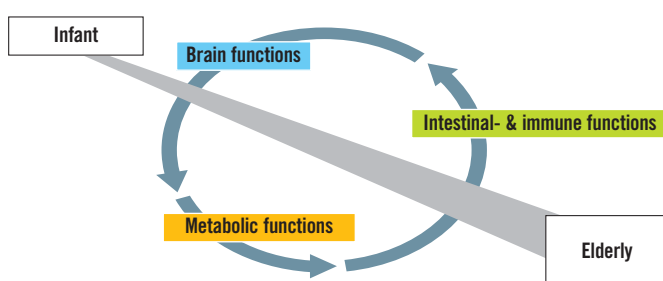 Infant
Brain functions
Intestinal- & immune functions
Metabolic functions
Elderly